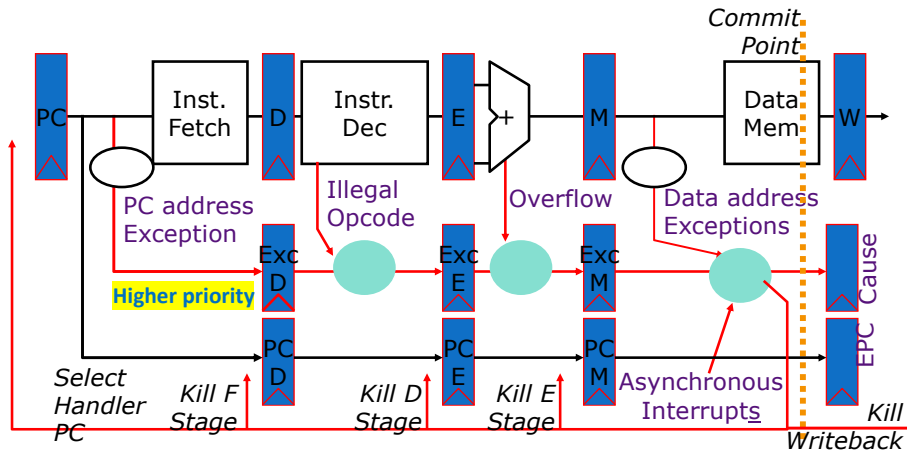 Commit
Point
PC
Inst.
Fetch
D
Instr.
Dec
E
+
M
Data
Mem
W
PC address
Exception
Illegal
Opcode
Overflow
Data address
Exceptions
Higher priority
Exc
D
Exc
E
Exc
M
Cause
PC
D
PC
E
PC
M
EPC
Select
Handler
PC
Kill F
Stage
Kill D
Stage
Kill E
Stage
Asynchronous
Interrupts
Kill
Writeback